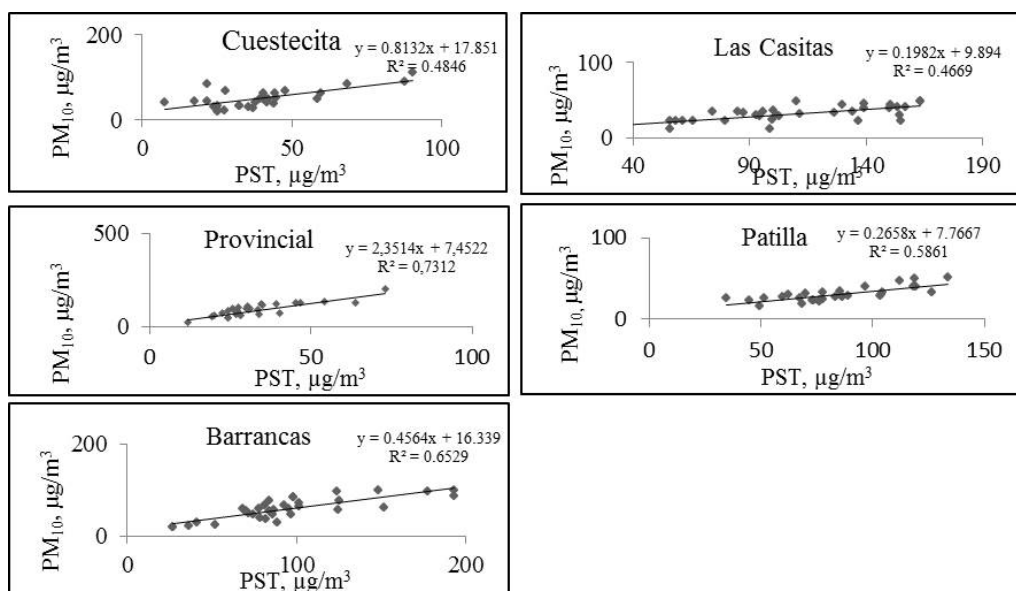 Cuestecita
y = 0.8132x + 17.851
R² = 0.4846
PM₁₀, µg/m³
200
0
0
50
100
PST, µg/m³
Las Casitas
y = 0.1982x + 9.894
R² = 0.4669
PM₁₀, µg/m³
100
0
40
90
140
190
PST, µg/m³
Provincial
y = 2,3514x + 7,4522
R² = 0,7312
PM₁₀, µg/m³
500
0
0
50
100
PST, µg/m³
Patilla
y = 0.2658x + 7.7667
R² = 0.5861
PM₁₀, µg/m³
100
0
0
50
100
150
PST, µg/m³
Barrancas
y = 0.4564x + 16.339
R² = 0.6529
PM₁₀, µg/m³
200
0
0
100
200
PST, µg/m³